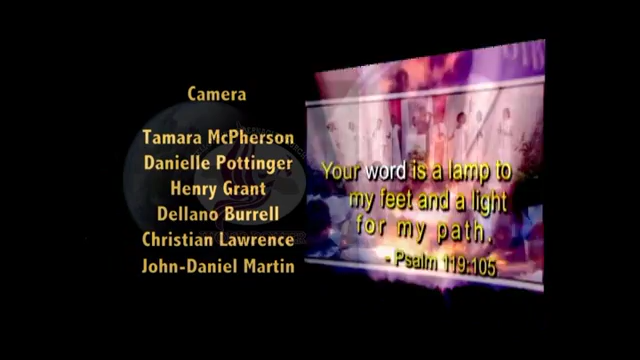 Camera
Tamara McPherson
Danielle Pottinger
Henry Grant
Dellano Burrell
Christian Lawrence
John-Daniel Martin
Your word is a lamp to
my feet and a light
for my path.
- Psalm 119:105